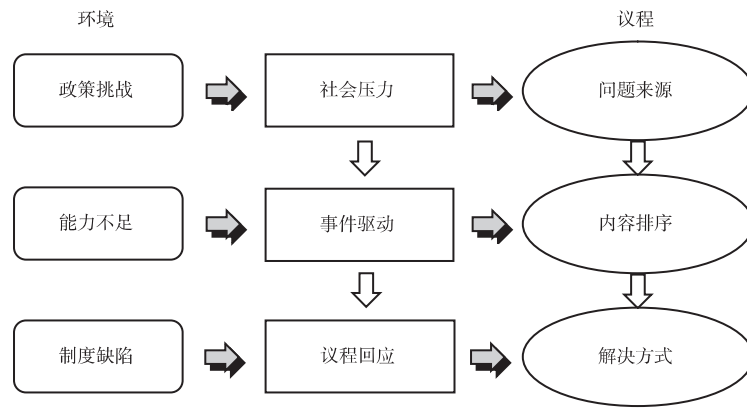 环境
议程
政策挑战
社会压力
问题来源
能力不足
事件驱动
内容排序
制度缺陷
议程回应
解决方式